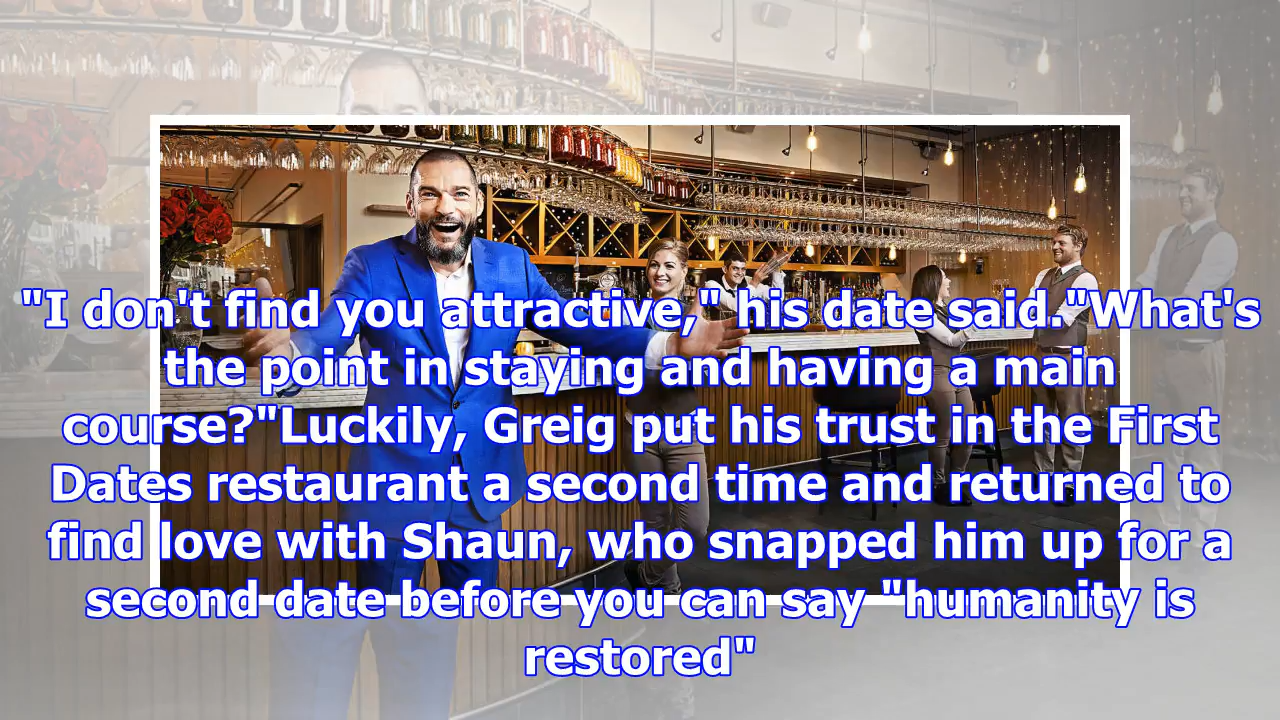 "I don't find you attractive," his date said."What's
the point in staying and having a main
course?"Luckily, Greig put his trust in the First
Dates restaurant a second time and returned to
find love with Shaun, who snapped him up for a
second date before you can say "humanity is
restored"